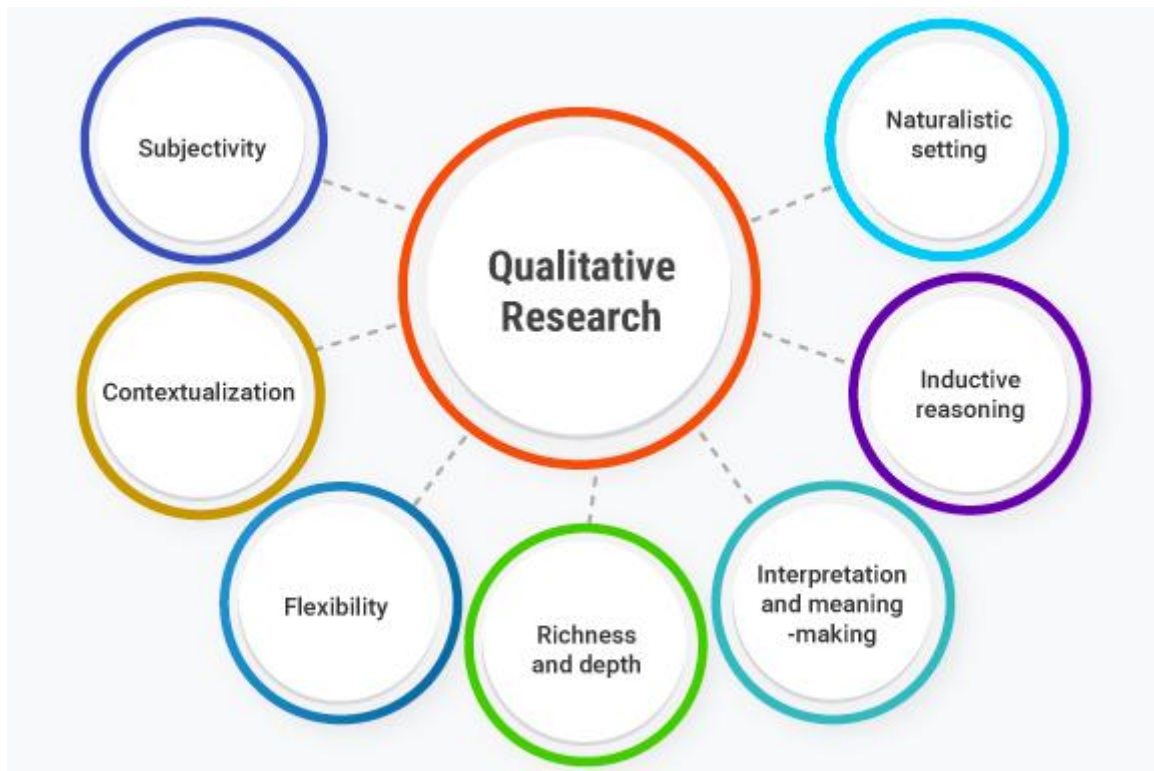 Qualitative
Research
Subjectivity
Contextualization
Flexibility
Richness
and depth
Interpretation
and meaning
-making
Inductive
reasoning
Naturalistic
setting